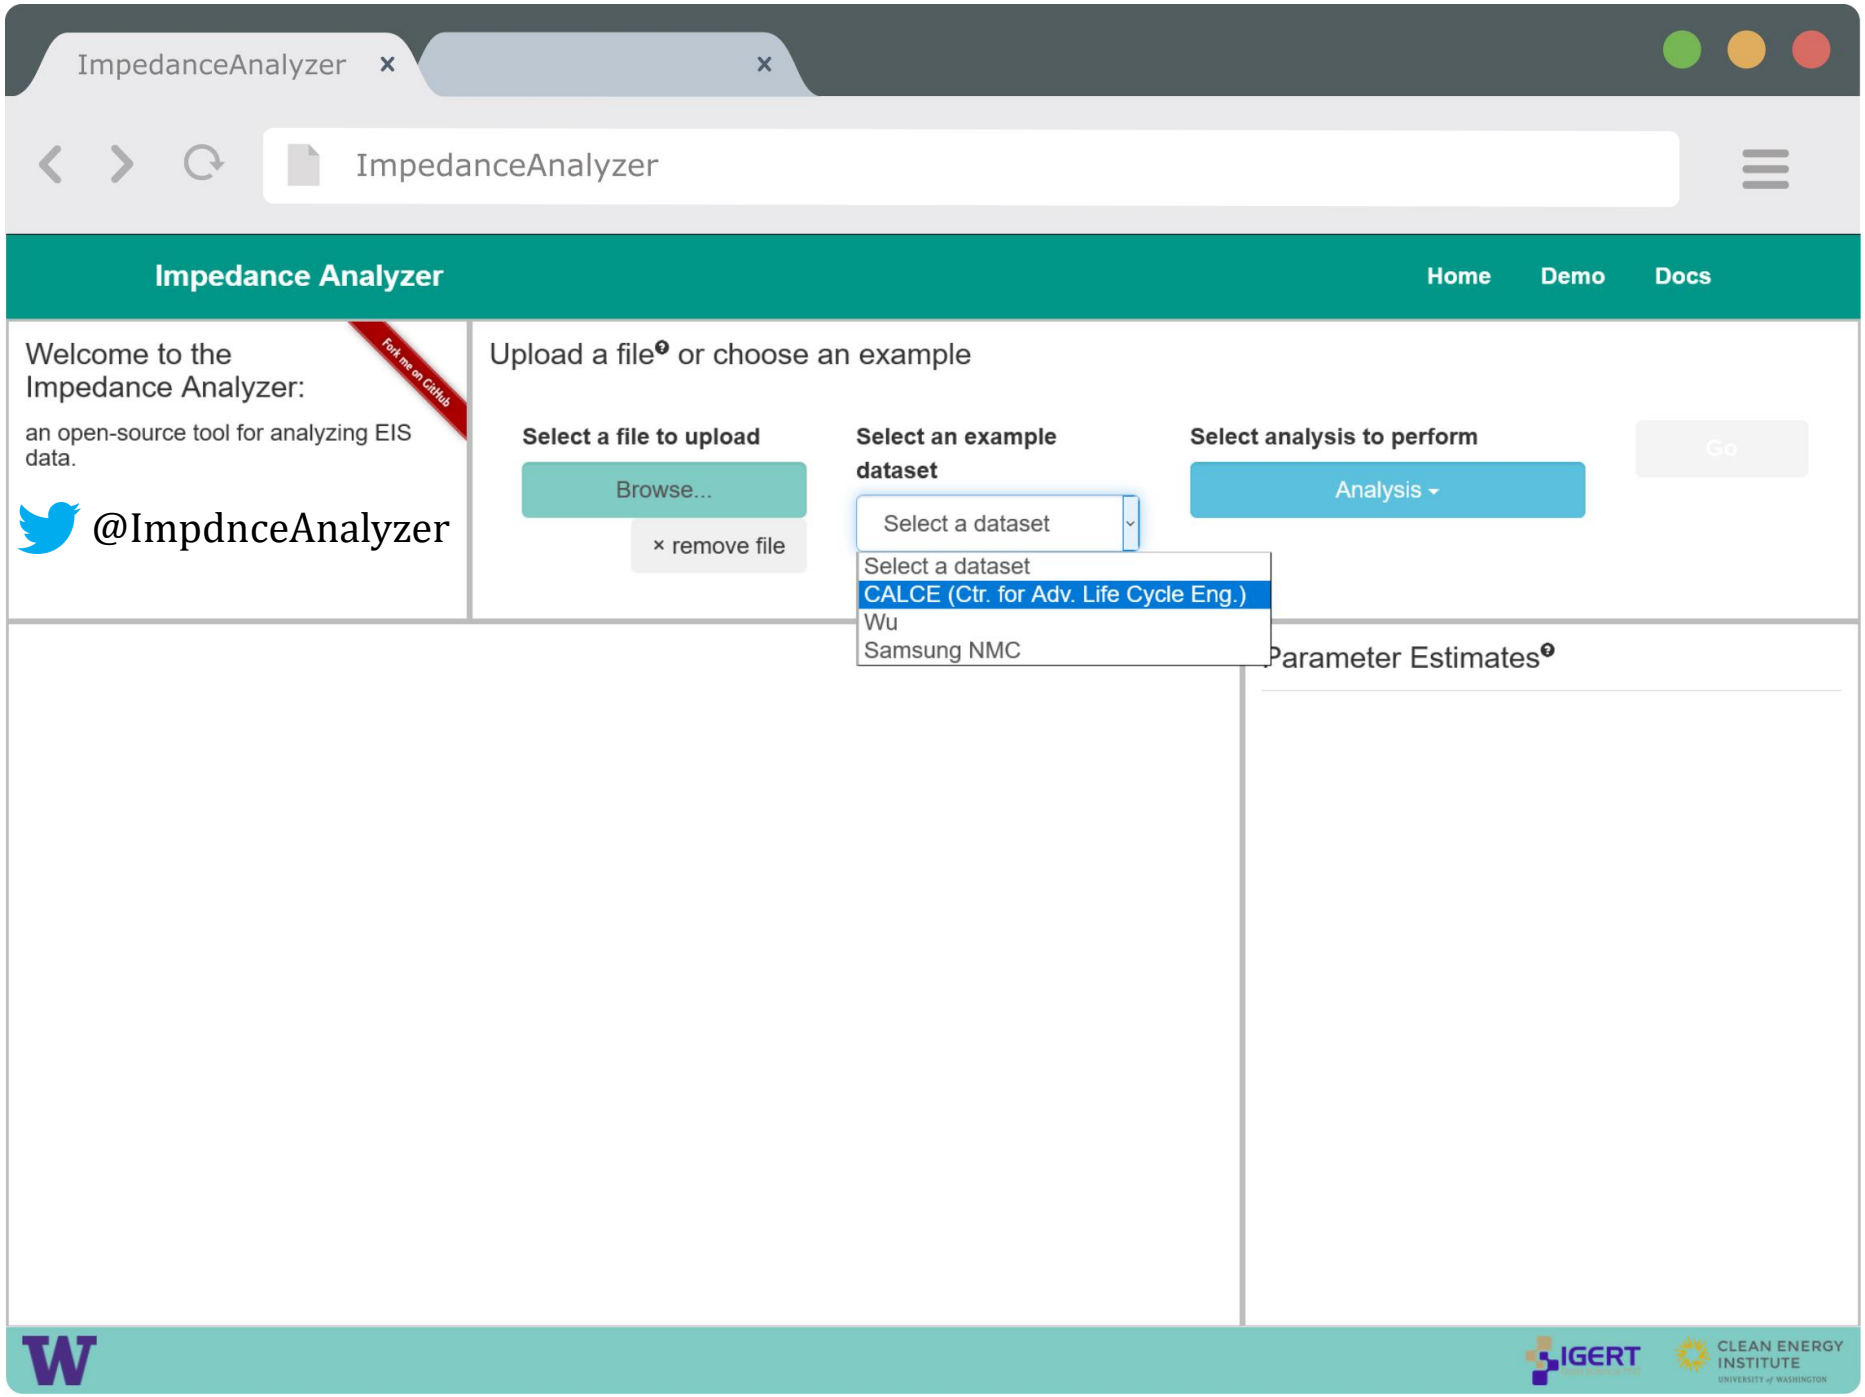 ImpedanceAnalyzer x x
ImpedanceAnalyzer
Impedance Analyzer
Home Demo Docs
Welcome to the
Impedance Analyzer:
Fork me on GitHub
an open-source tool for analyzing EIS
data.
@ImpdnceAnalyzer
Upload a file or choose an example
Select a file to upload
Browse...
× remove file
Select an example
dataset
Select a dataset
Select a dataset
CALCE (Ctr. for Adv. Life Cycle Eng.)
Wu
Samsung NMC
Select analysis to perform
Analysis
Go
Parameter Estimates
W
IGERT
CLEAN ENERGY
INSTITUTE
UNIVERSITY of WASHINGTON